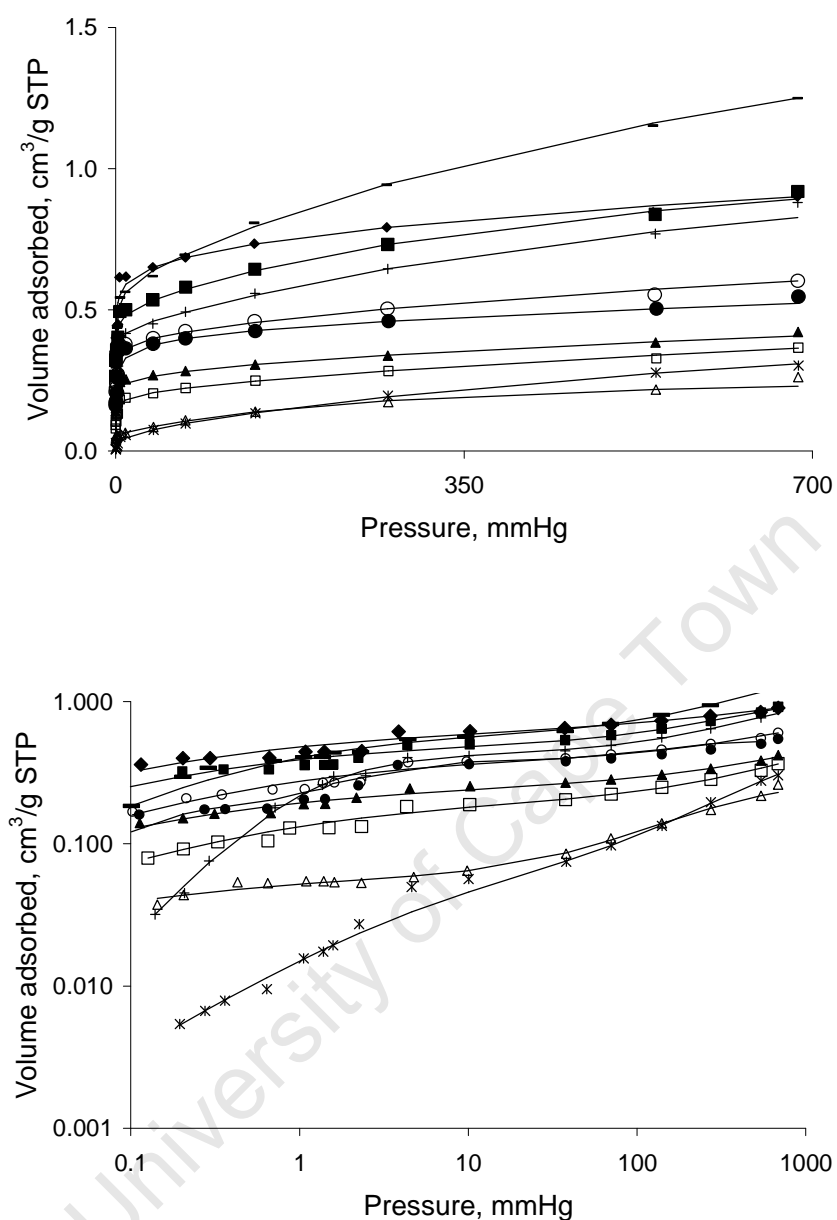 1.5
1.0
0.5
0.0
Volume adsorbed, cm³/g STP
0 350 700
Pressure, mmHg
1.000
0.100
0.010
0.001
Volume adsorbed, cm³/g STP
0.1 1 10 100 1000
Pressure, mmHg
University of Cape Town